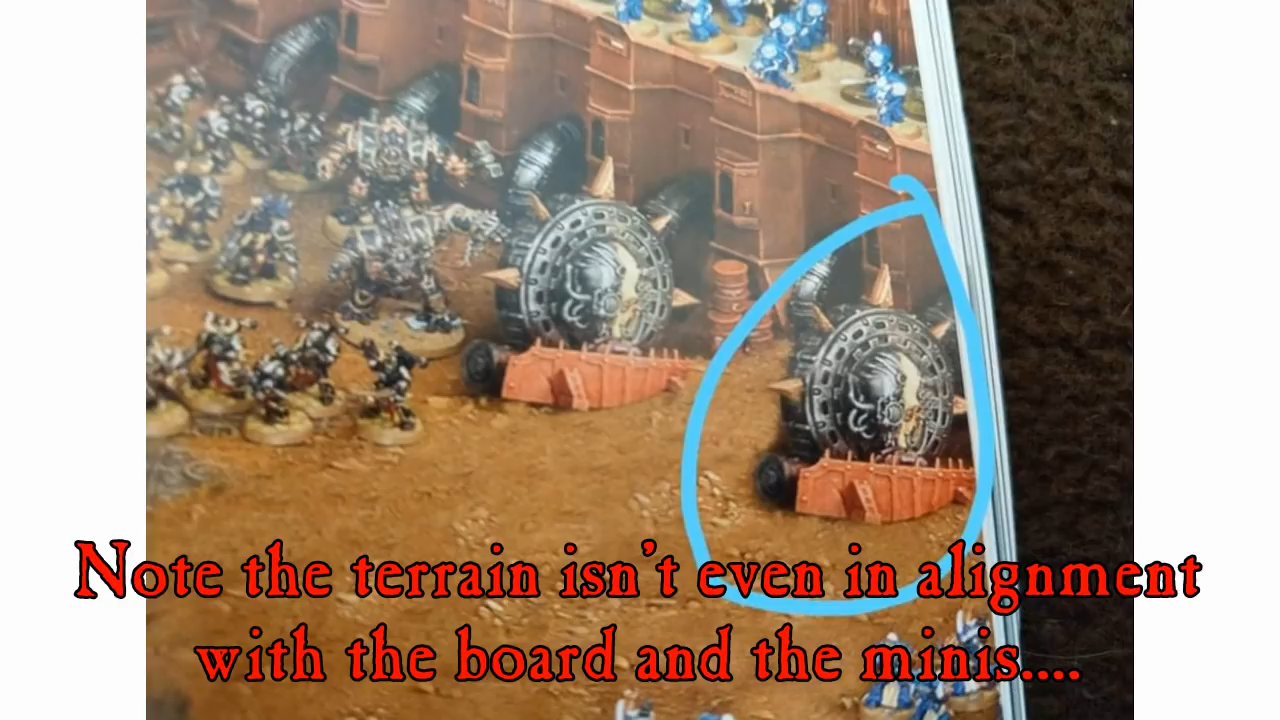 Note the terrain isn't even in alignment
with the board and the minis....